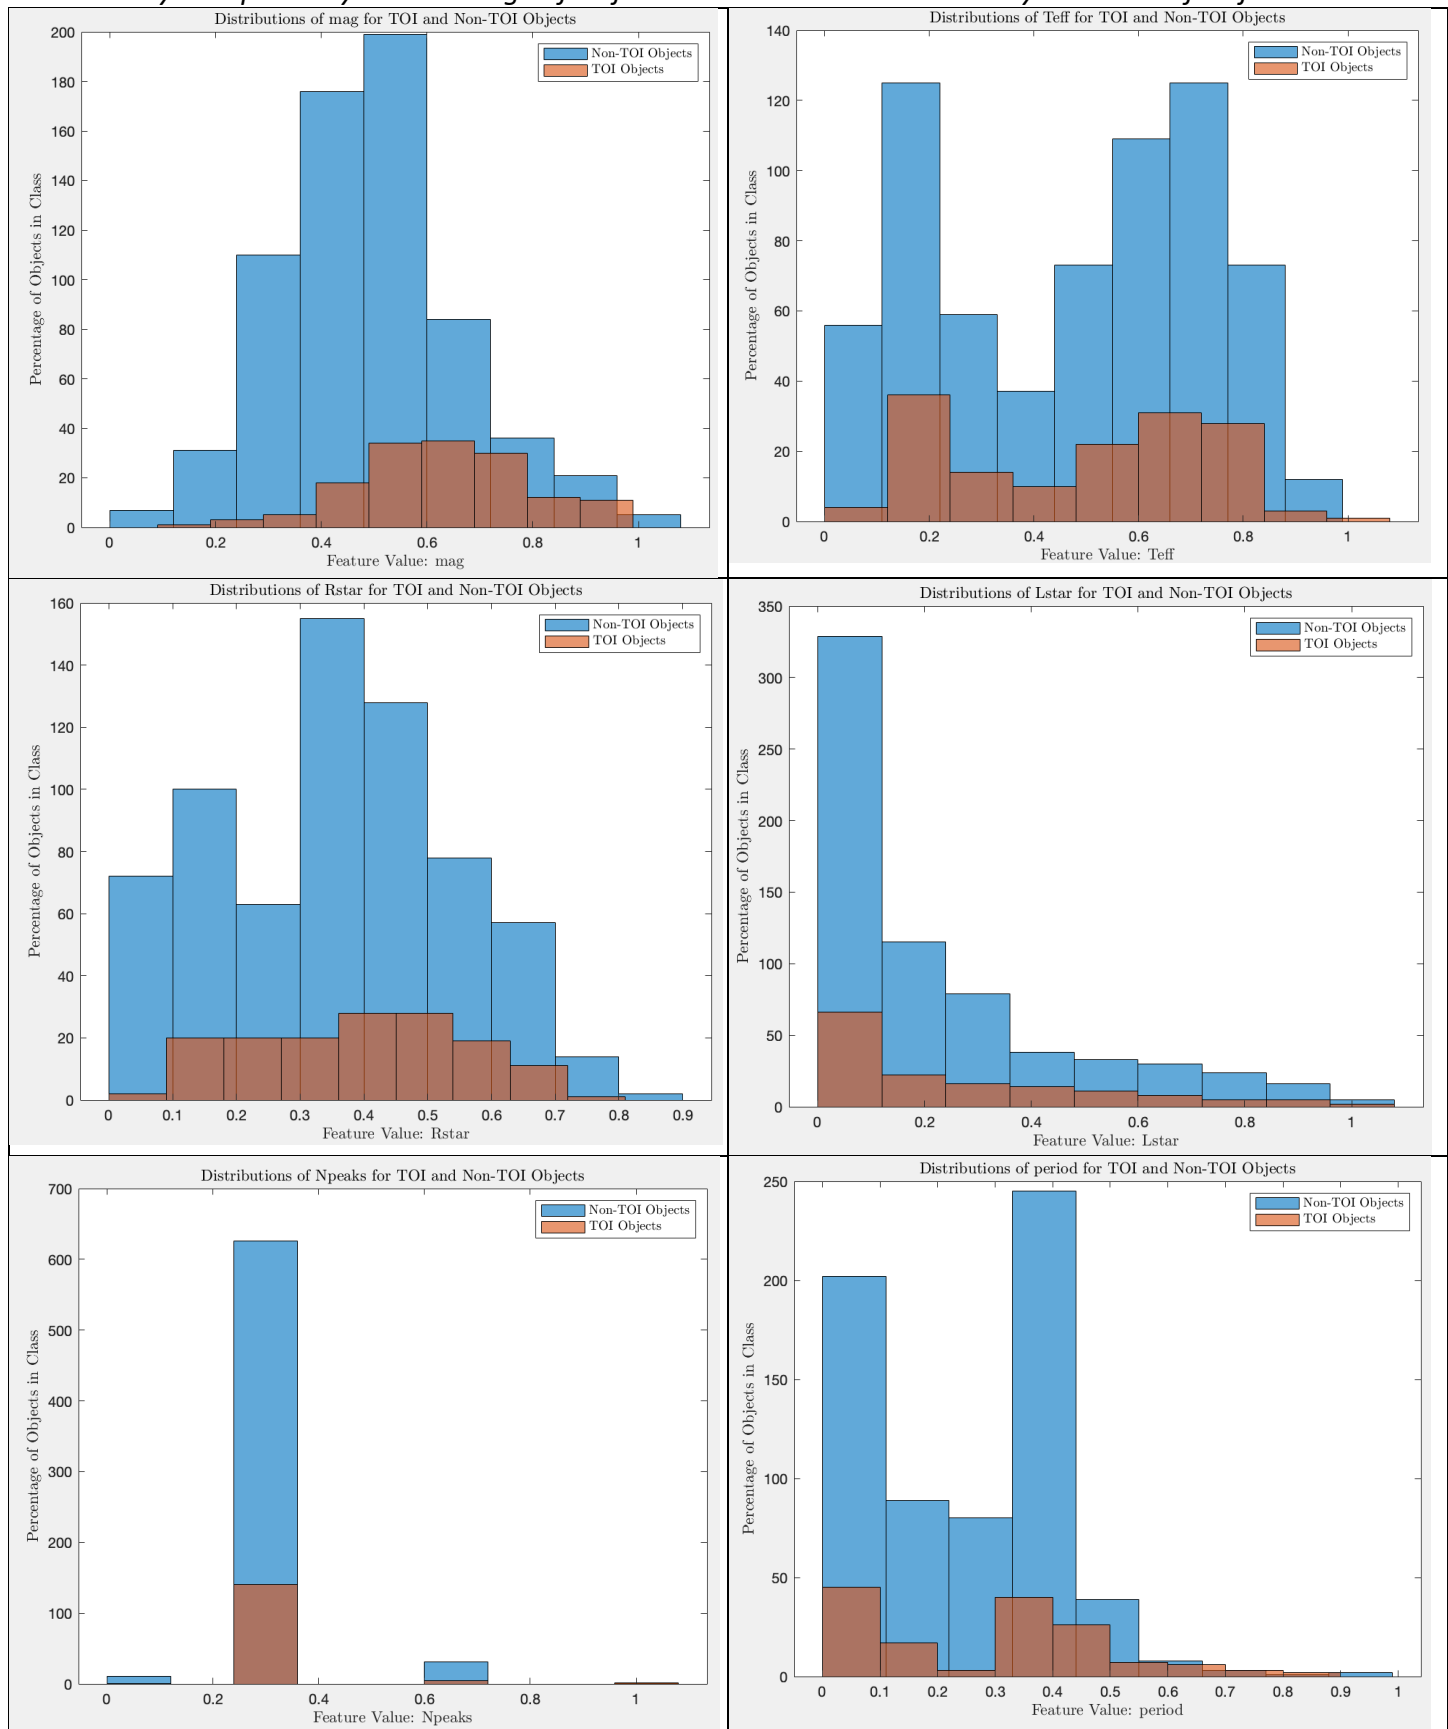 Distributions of mag for TOI and Non-TOI Objects
Non-TOI Objects
TOI Objects
200
180
160
140
120
100
80
60
40
20
0
Percentage of Objects in Class
0 0.2 0.4 0.6 0.8 1
Feature Value: mag
Distributions of Teff for TOI and Non-TOI Objects
Non-TOI Objects
TOI Objects
140
120
100
80
60
40
20
0
Percentage of Objects in Class
0 0.2 0.4 0.6 0.8 1
Feature Value: Teff
Distributions of Rstar for TOI and Non-TOI Objects
Non-TOI Objects
TOI Objects
160
140
120
100
80
60
40
20
0
Percentage of Objects in Class
0 0.1 0.2 0.3 0.4 0.5 0.6 0.7 0.8 0.9
Feature Value: Rstar
Distributions of Lstar for TOI and Non-TOI Objects
Non-TOI Objects
TOI Objects
350
300
250
200
150
100
50
0
Percentage of Objects in Class
0 0.2 0.4 0.6 0.8 1
Feature Value: Lstar
Distributions of Npeaks for TOI and Non-TOI Objects
Non-TOI Objects
TOI Objects
700
600
500
400
300
200
100
0
Percentage of Objects in Class
0 0.2 0.4 0.6 0.8 1
Feature Value: Npeaks
Distributions of period for TOI and Non-TOI Objects
Non-TOI Objects
TOI Objects
250
200
150
100
50
0
Percentage of Objects in Class
0 0.1 0.2 0.3 0.4 0.5 0.6 0.7 0.8 0.9 1
Feature Value: period